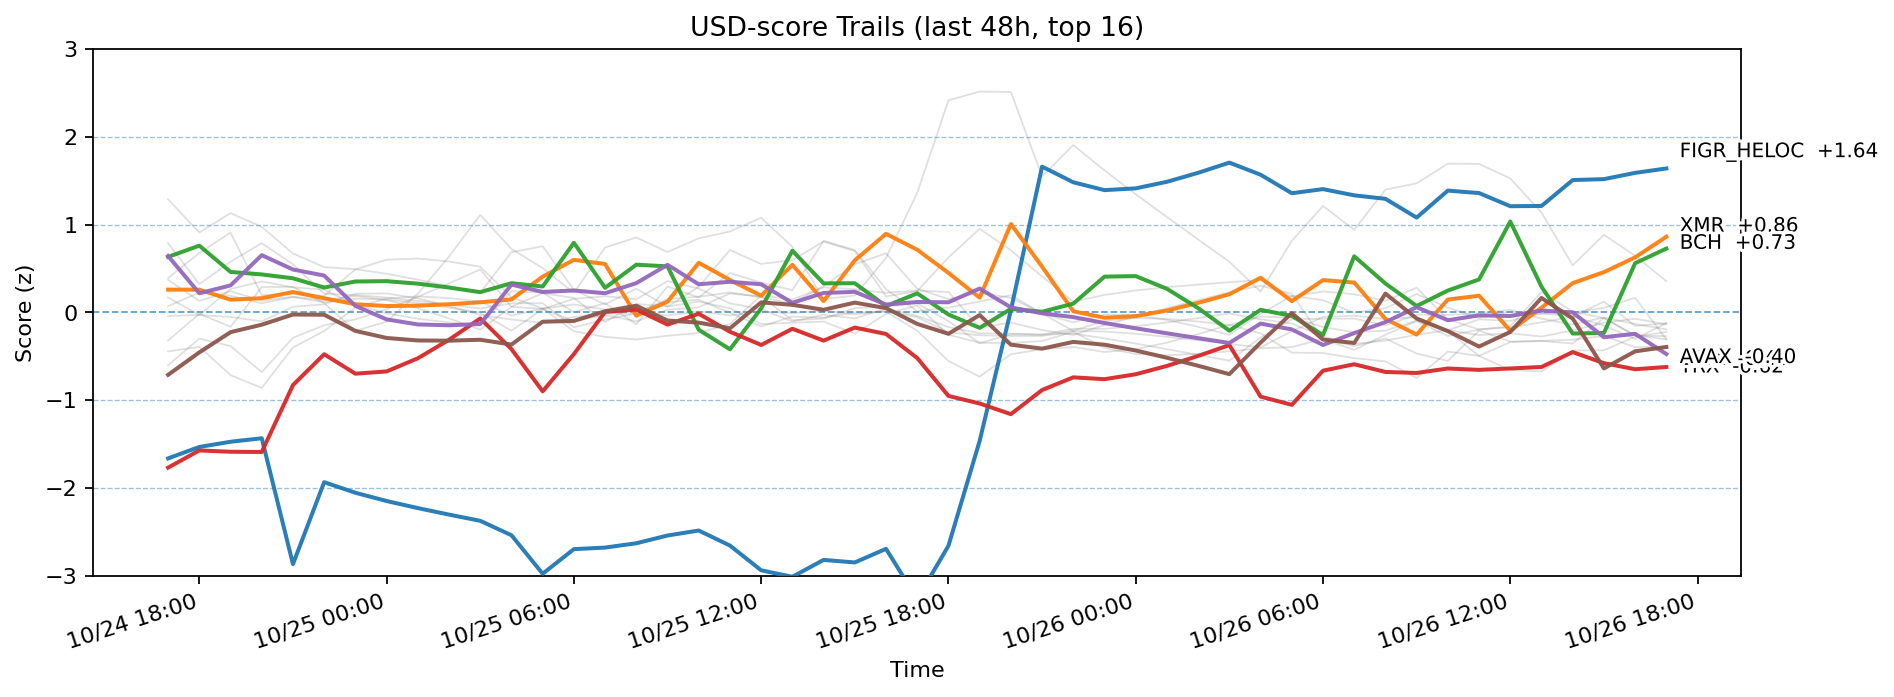 USD-score Trails (last 48h, top 16)
Score (z)
3
2
1
0
−1
−2
−3
FIGR_HELOC +1.64
XMR +0.86
BCH +0.73
AVAX -0.40
10/24 18:00
10/25 00:00
10/25 06:00
10/25 12:00
10/25 18:00
10/26 00:00
10/26 06:00
10/26 12:00
10/26 18:00
Time